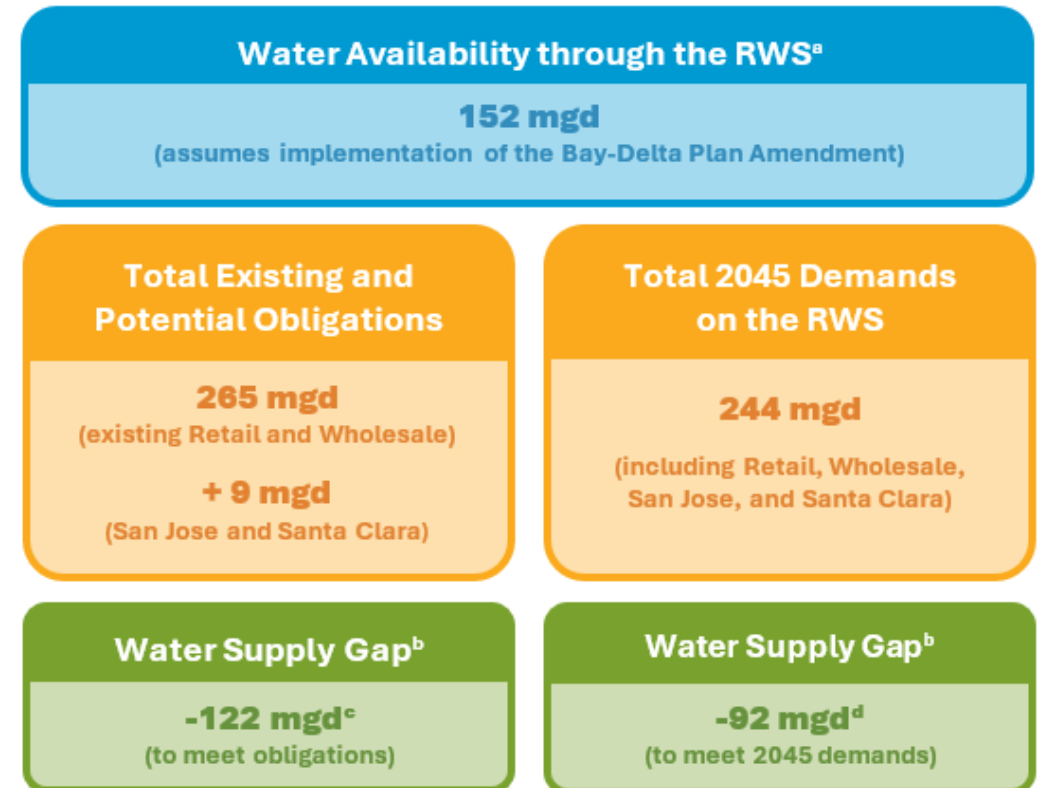 Water Availability through the RWSᵃ
152 mgd
(assumes implementation of the Bay-Delta Plan Amendment)
Total Existing and
Potential Obligations
265 mgd
(existing Retail and Wholesale)
+ 9 mgd
(San Jose and Santa Clara)
Total 2045 Demands
on the RWS
244 mgd
(including Retail, Wholesale,
San Jose, and Santa Clara)
Water Supply Gapᵇ
-122 mgdᶜ
(to meet obligations)
Water Supply Gapᵇ
-92 mgdᵈ
(to meet 2045 demands)